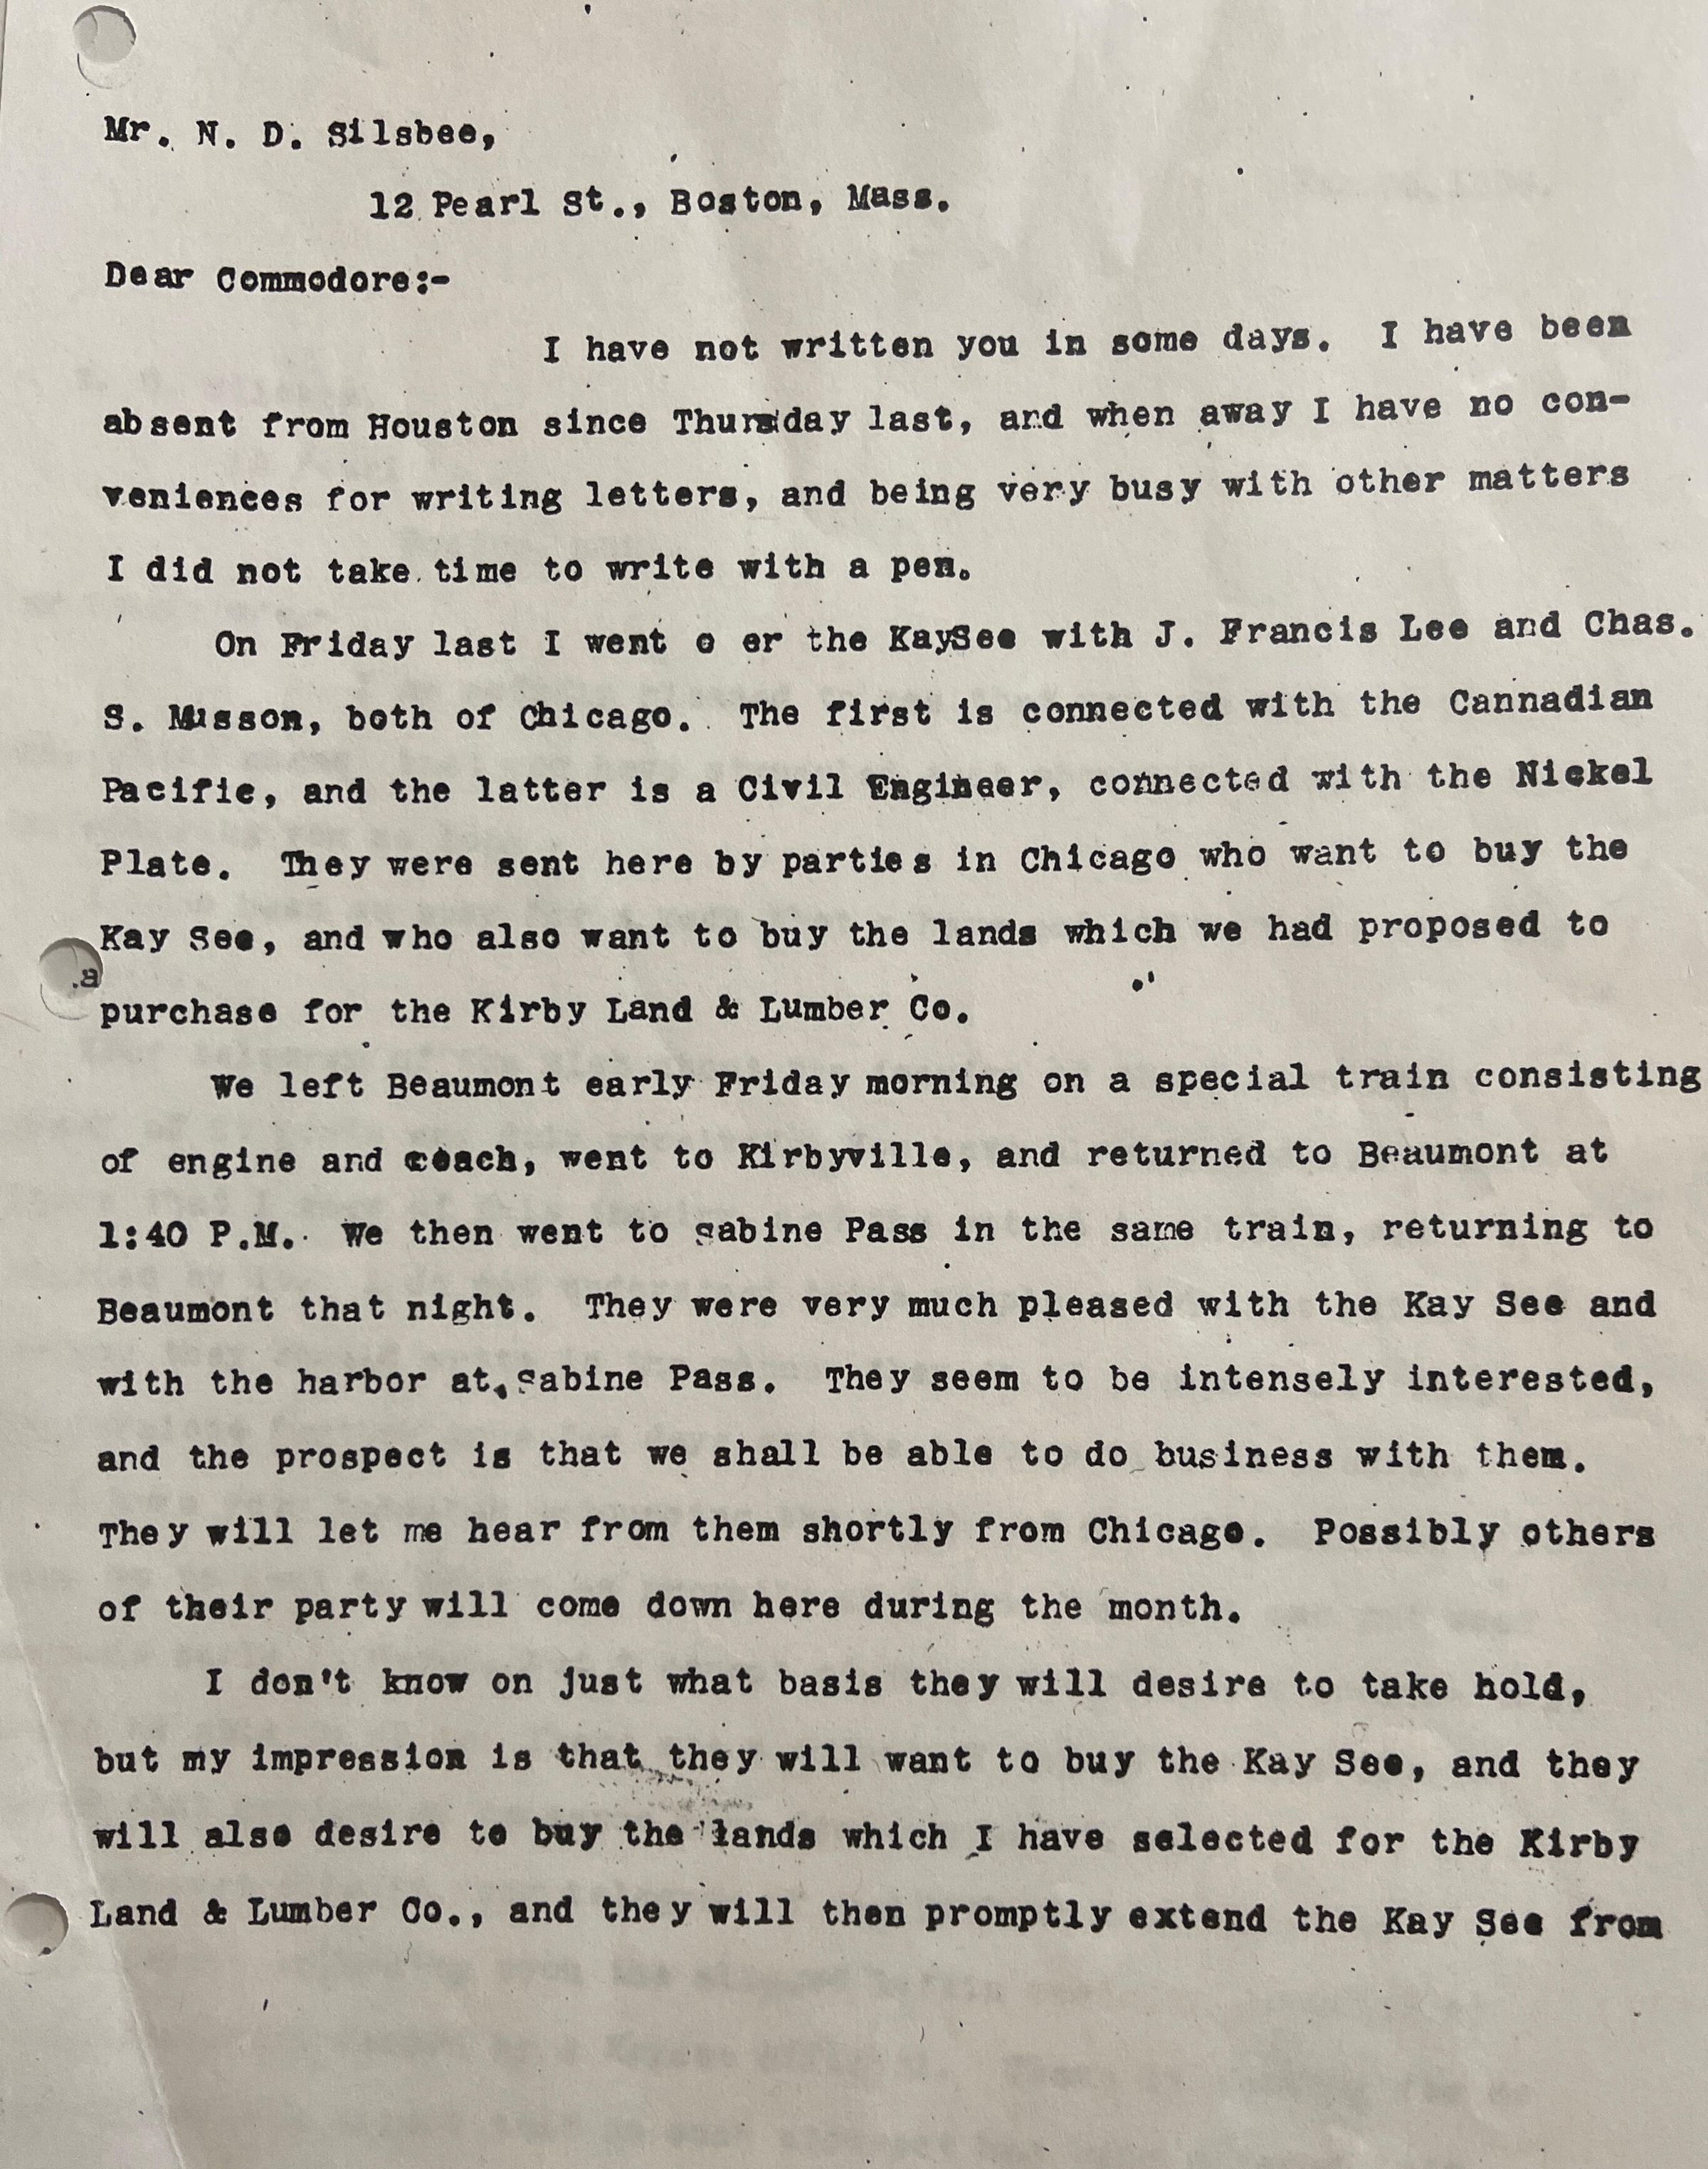 Mr. N. D. Silsbee,
12 Pearl St., Boston, Mass.
Dear Commodore:-
I have not written you in some days. I have been
absent from Houston since Thursday last, and when away I have no con-
veniences for writing letters, and being very busy with other matters
I did not take time to write with a pen.
On Friday last I went o er the KaySee with J. Francis Lee and Chas.
S. Musson, both of Chicago. The first is connected with the Cannadian
Pacific, and the latter is a Civil Engineer, connected with the Nickel
Plate. They were sent here by parties in Chicago who want to buy the
Kay See, and who also want to buy the lands which we had proposed to
.a
purchase for the Kirby Land & Lumber Co.
We left Beaumont early Friday morning on a special train consisting
of engine and coach, went to Kirbyville, and returned to Beaumont at
1:40 P.M. We then went to Sabine Pass in the same train, returning to
Beaumont that night. They were very much pleased with the Kay See and
with the harbor at Sabine Pass. They seem to be intensely interested,
and the prospect is that we shall be able to do business with them.
They will let me hear from them shortly from Chicago. Possibly others
of their party will come down here during the month.
I don't know on just what basis they will desire to take hold,
but my impression is that they will want to buy the Kay See, and they
will also desire to buy the lands which I have selected for the Kirby
Land & Lumber Co., and they will then promptly extend the Kay See from